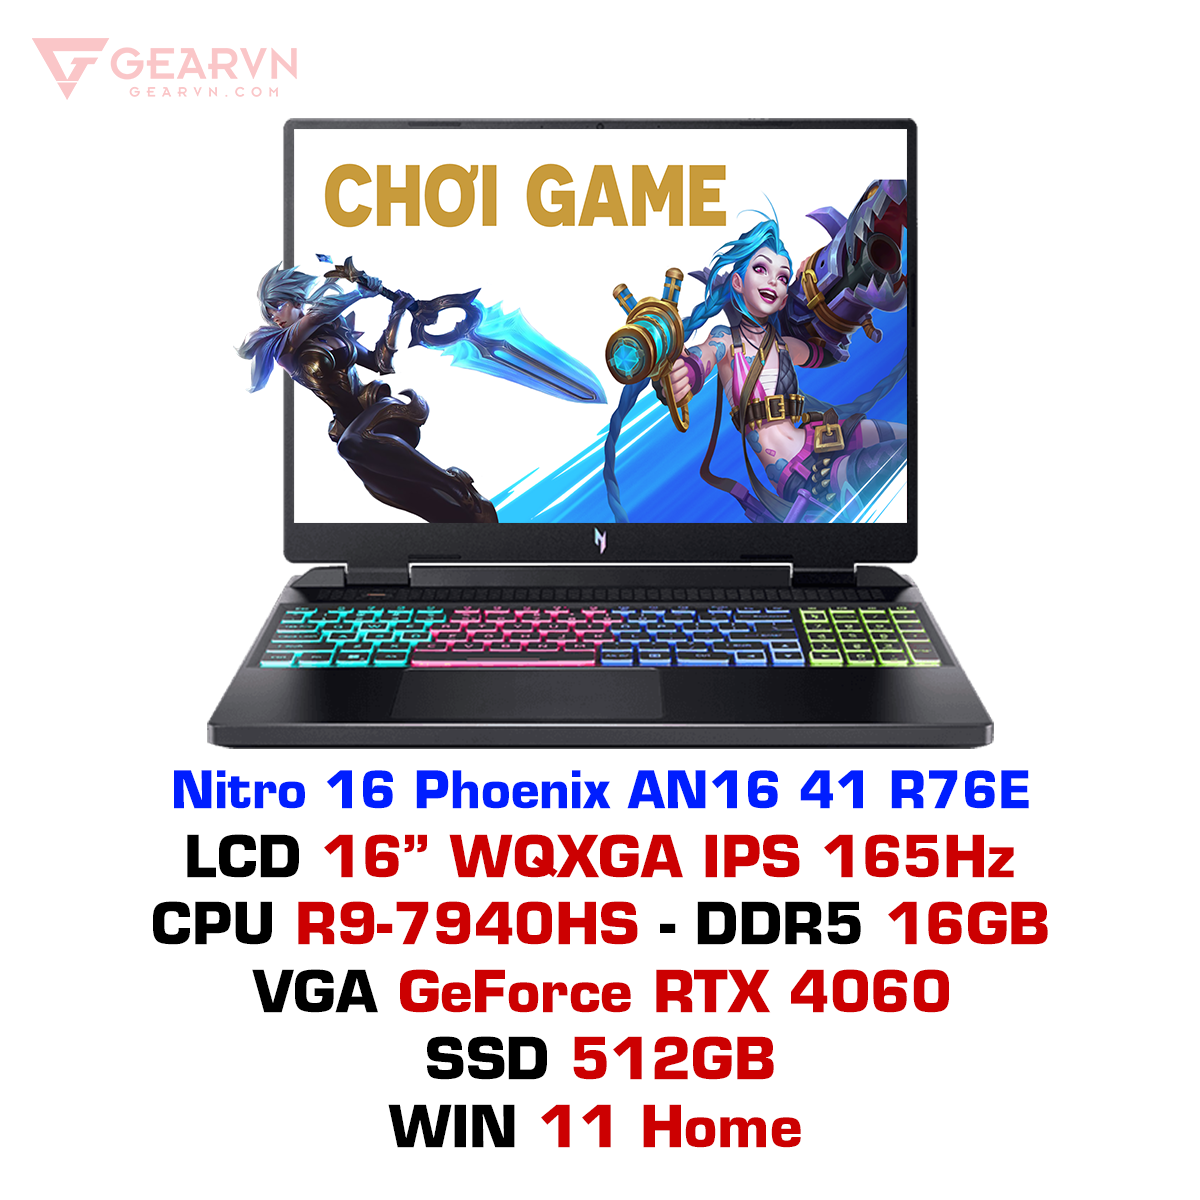 GEARVN
GEARVN.COM
CHƠI GAME
Nitro 16 Phoenix AN16 41 R76E
LCD 16” WQXGA IPS 165Hz
CPU R9-7940HS - DDR5 16GB
VGA GeForce RTX 4060
SSD 512GB
WIN 11 Home